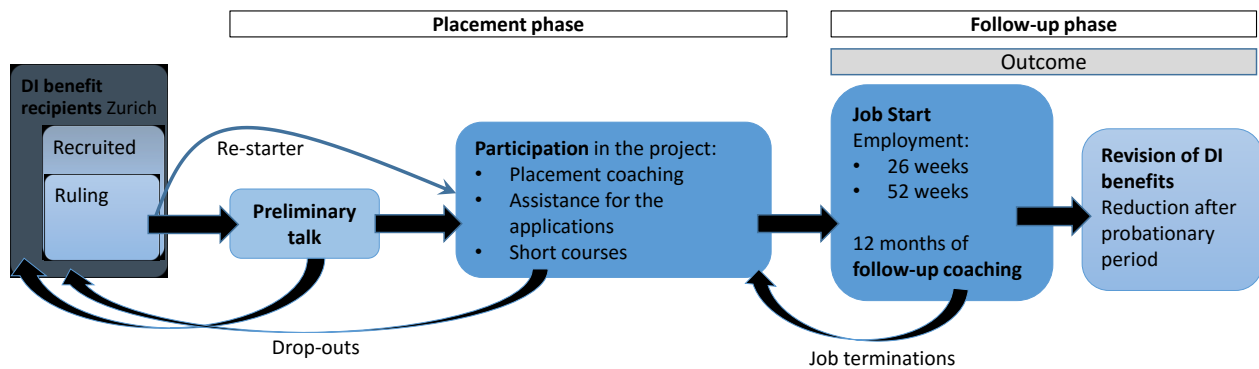 Placement phase
Follow-up phase
Outcome
DI benefit
recipients Zurich
Recruited
Ruling
Re-starter
Preliminary
talk
Participation in the project:
• Placement coaching
• Assistance for the
applications
• Short courses
Job Start
Employment:
• 26 weeks
• 52 weeks
12 months of
follow-up coaching
Revision of DI
benefits
Reduction after
probationary
period
Drop-outs
Job terminations